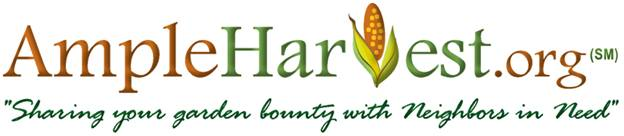 AmpleHarvest.org(SM)
"Sharing your garden bounty with Neighbors in Need"